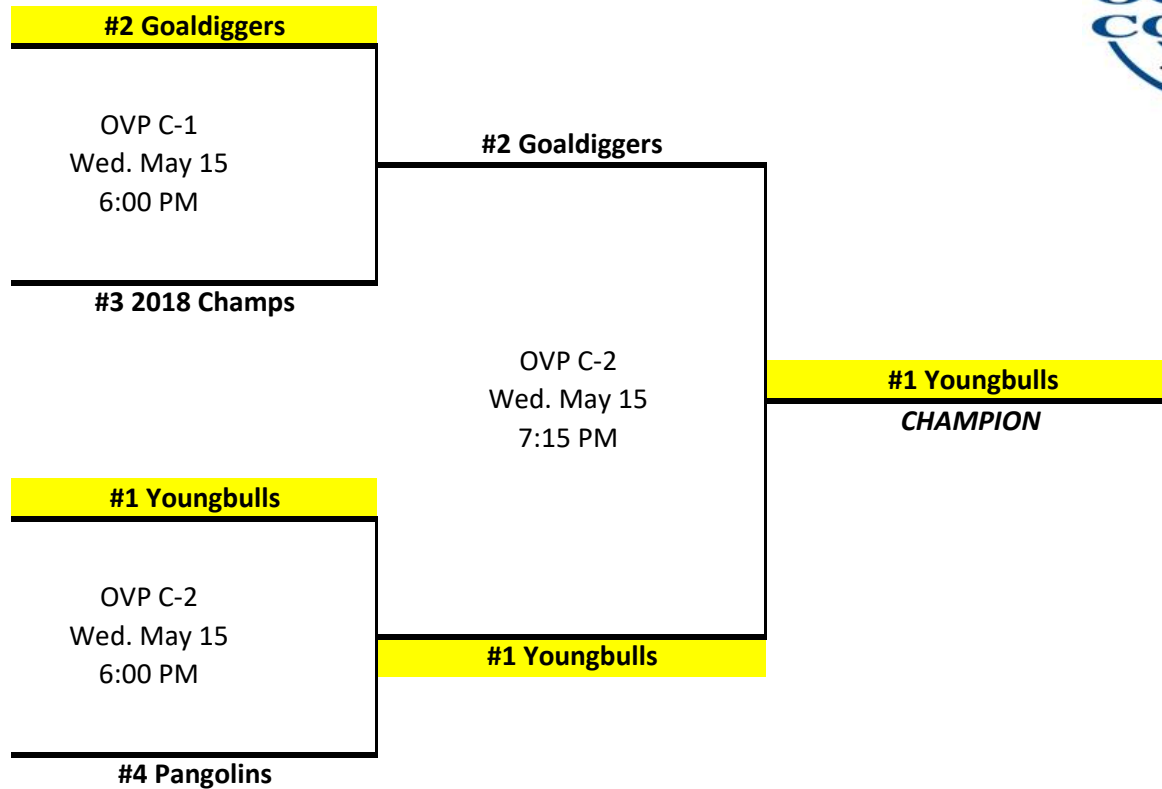 #2 Goaldiggers
OVP C-1
Wed. May 15
6:00 PM
#2 Goaldiggers
#3 2018 Champs
OVP C-2
Wed. May 15
7:15 PM
#1 Youngbulls
CHAMPION
#1 Youngbulls
OVP C-2
Wed. May 15
6:00 PM
#1 Youngbulls
#4 Pangolins